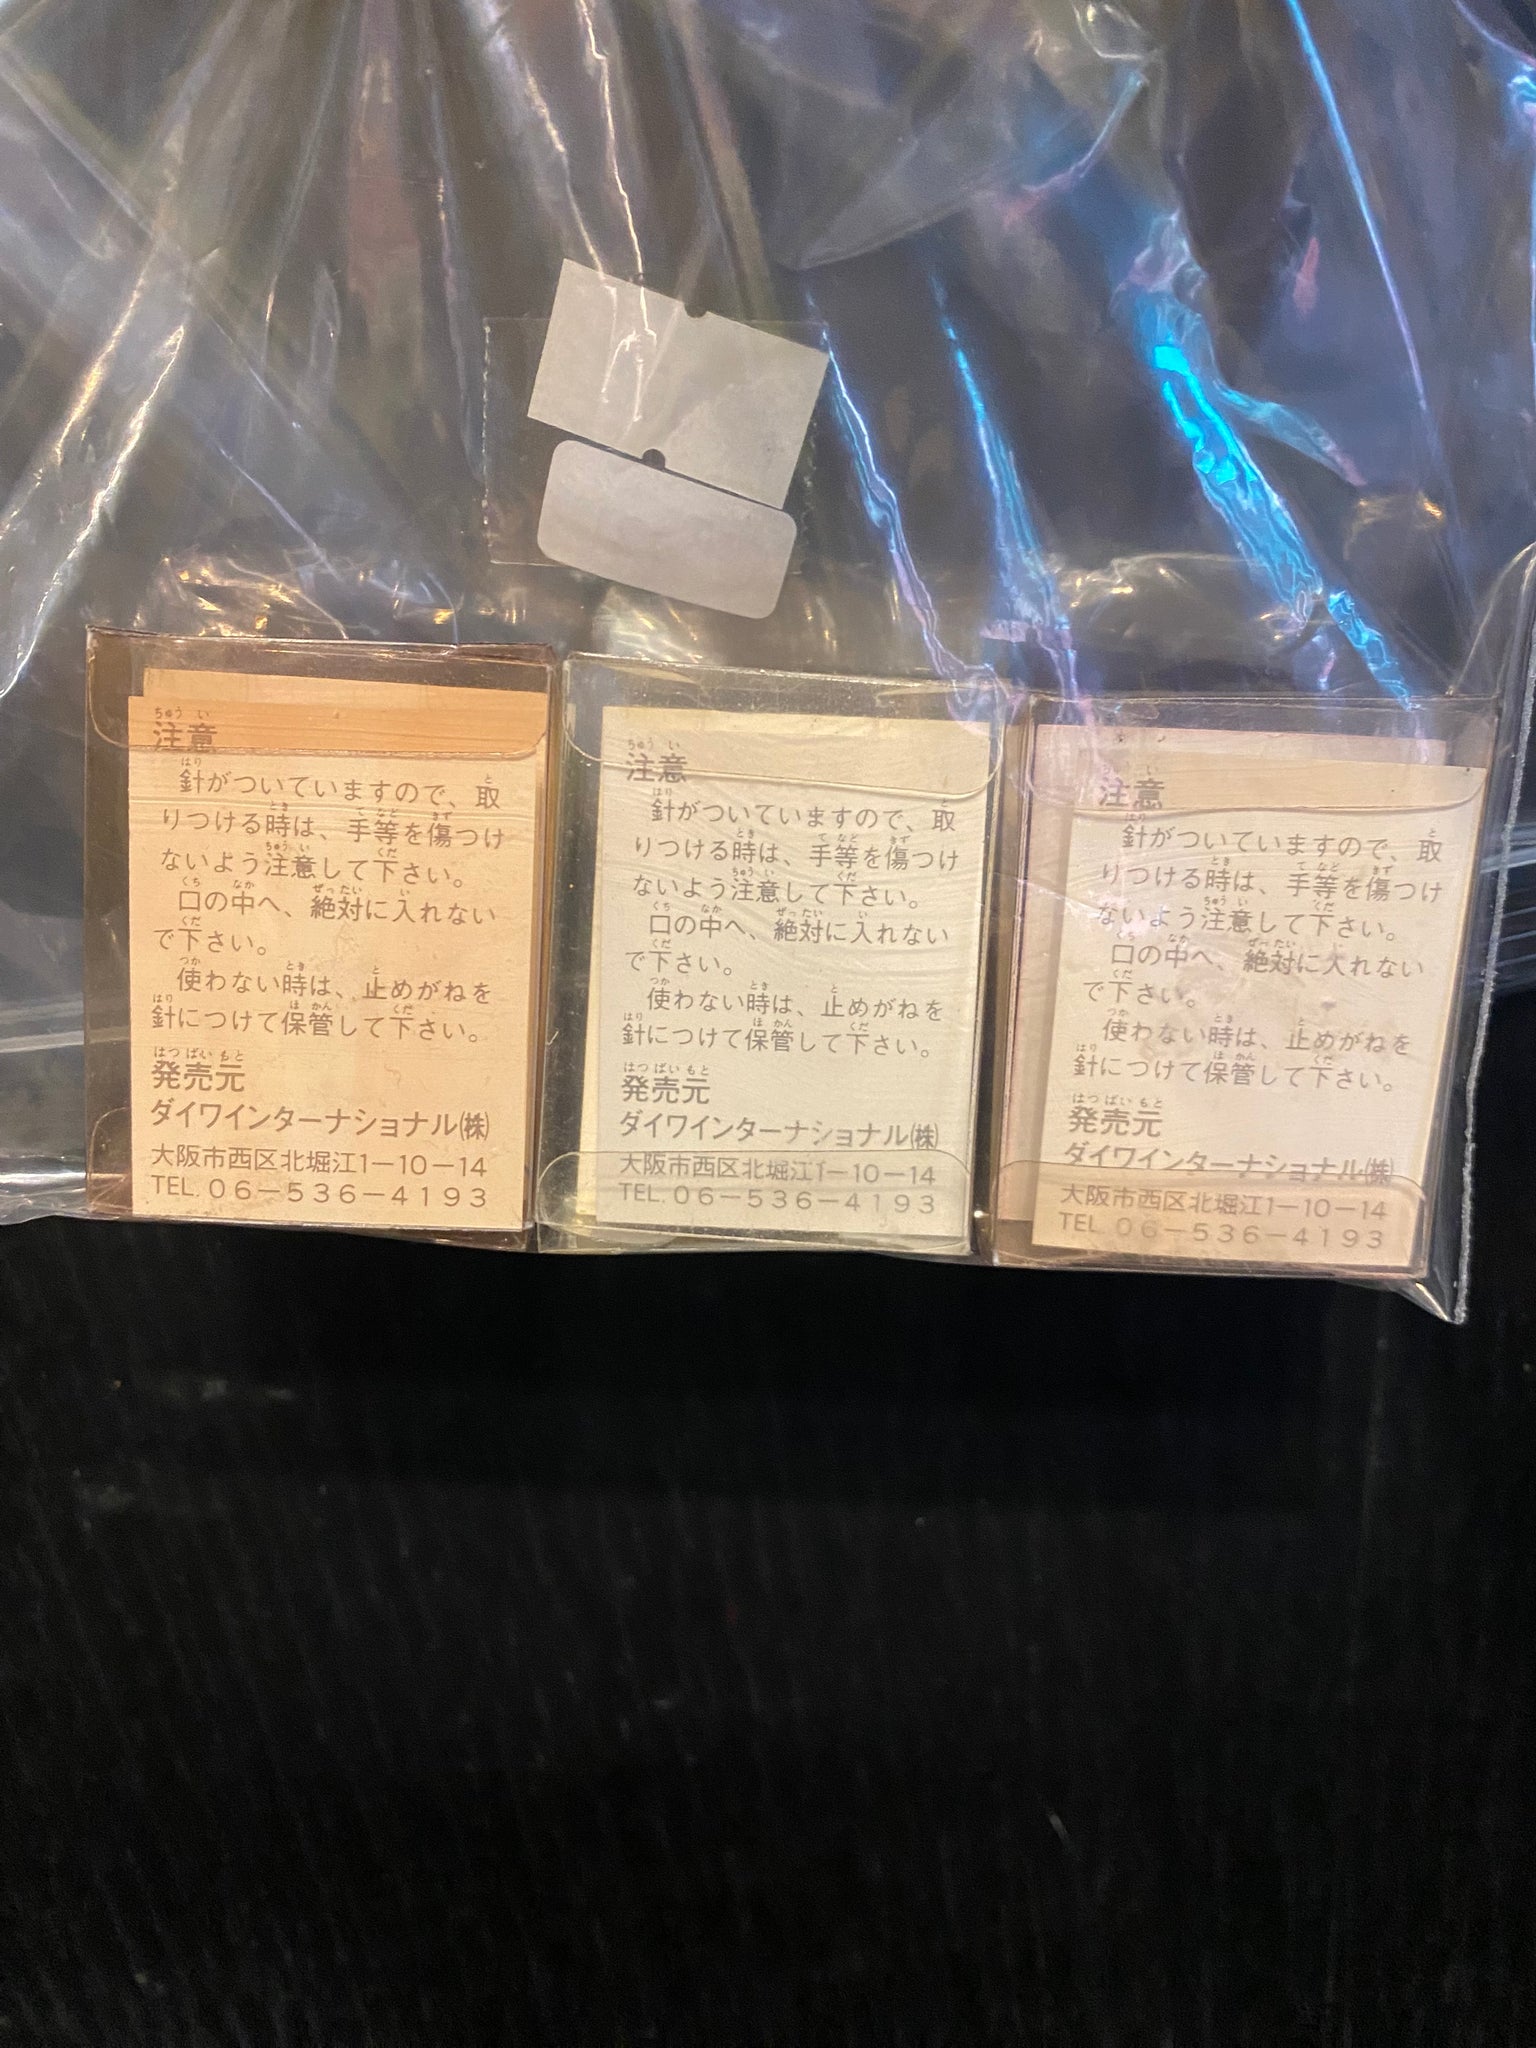 注意
針がついていますので、取
りつける時は、手等を傷つけ
ないよう注意して下さい。
口の中へ、絶対に入れない
で下さい。
使わない時は、止めがねを
針につけて保管して下さい。
発売元
ダイワインターナショナル㈱
大阪市西区北堀江1-10-14
TEL.06-536-4193
注意
針がついていますので、取
りつける時は、手等を傷つけ
ないよう注意して下さい。
口の中へ、絶対に入れない
で下さい。
使わない時は、止めがねを
針につけて保管して下さい。
発売元
ダイワインターナショナル㈱
大阪市西区北堀江1-10-14
TEL.06-536-4193
注意
針がついていますので、取
りつける時は、手等を傷つけ
ないよう注意して下さい。
口の中へ、絶対に入れない
で下さい。
使わない時は、止めがねを
針につけて保管して下さい。
発売元
ダイワインターナショナル㈱
大阪市西区北堀江1-10-14
TEL.06-536-4193